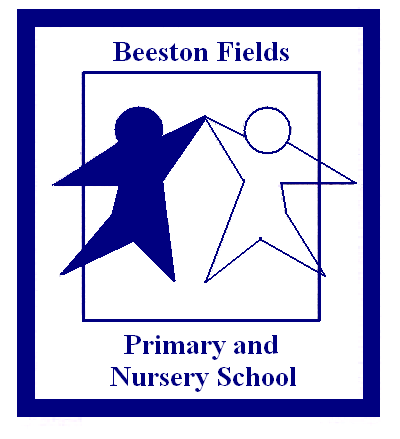 Beeston Fields
Primary and
Nursery School